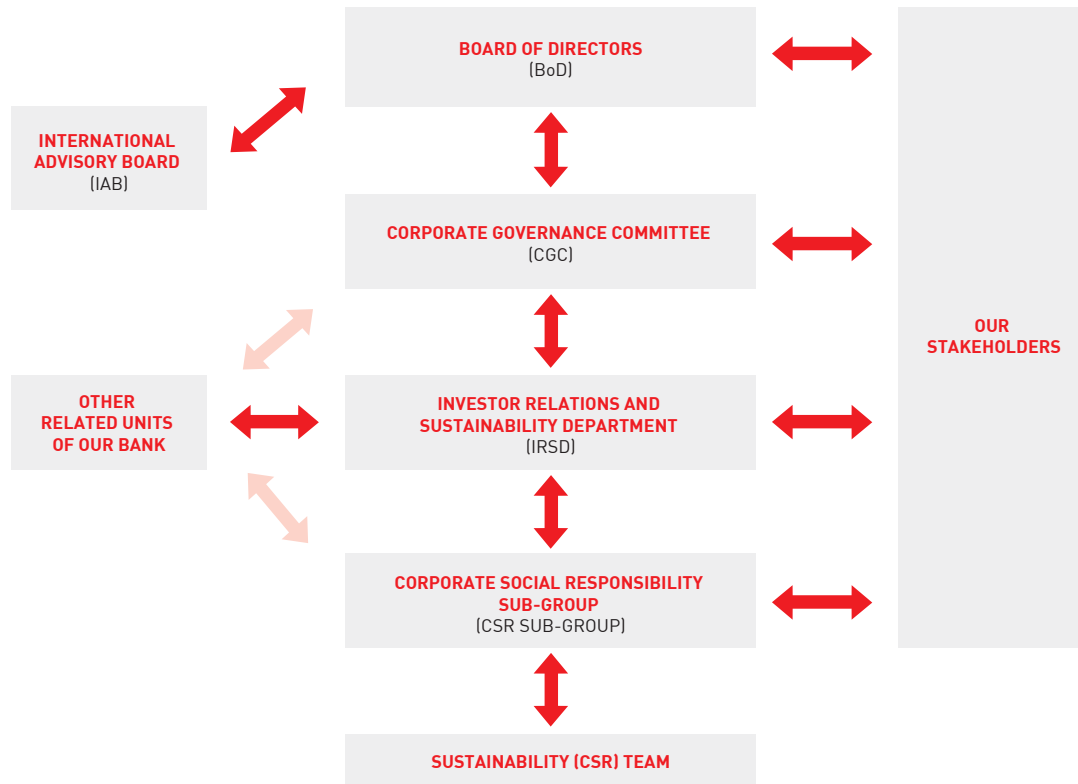 BOARD OF DIRECTORS
(BoD)
INTERNATIONAL
ADVISORY BOARD
(IAB)
CORPORATE GOVERNANCE COMMITTEE
(CGC)
OUR
STAKEHOLDERS
OTHER
RELATED UNITS
OF OUR BANK
INVESTOR RELATIONS AND
SUSTAINABILITY DEPARTMENT
(IRSD)
CORPORATE SOCIAL RESPONSIBILITY
SUB-GROUP
(CSR SUB-GROUP)
SUSTAINABILITY (CSR) TEAM